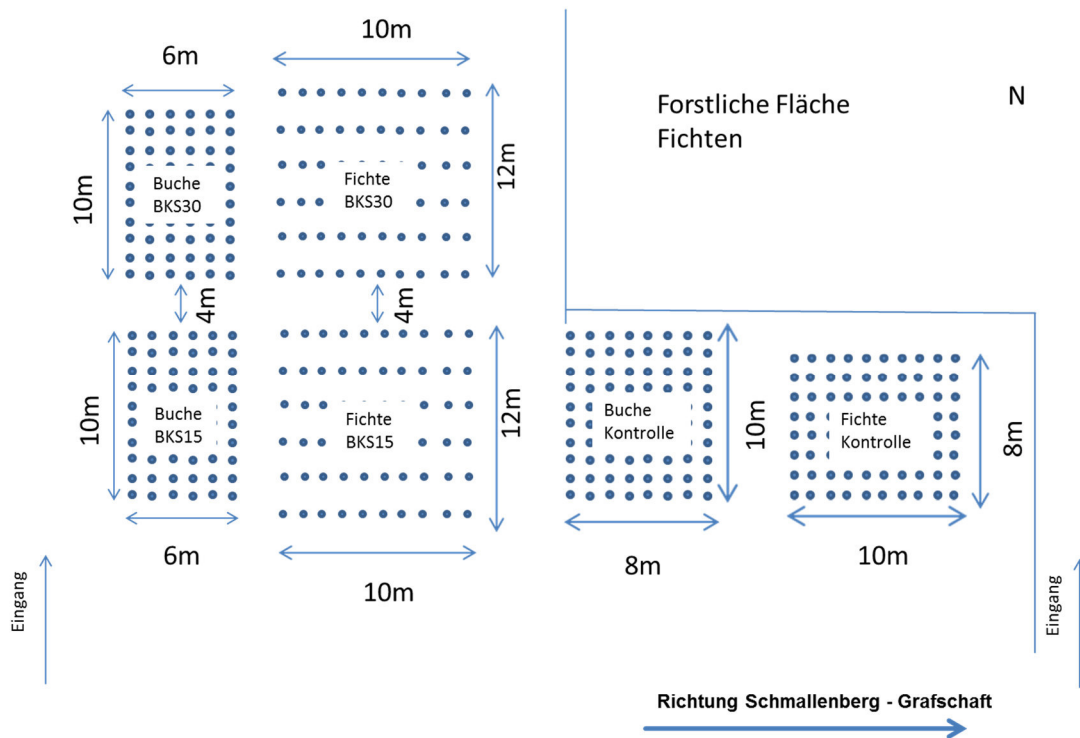 10m
6m
Forstliche Fläche
Fichten
N
10m
Buche
BKS30
Fichte
BKS30
12m
4m
4m
10m
Buche
BKS15
Fichte
BKS15
12m
Buche
Kontrolle
10m
Fichte
Kontrolle
8m
6m
10m
8m
10m
Eingang
Eingang
Richtung Schmallenberg - Grafschaft